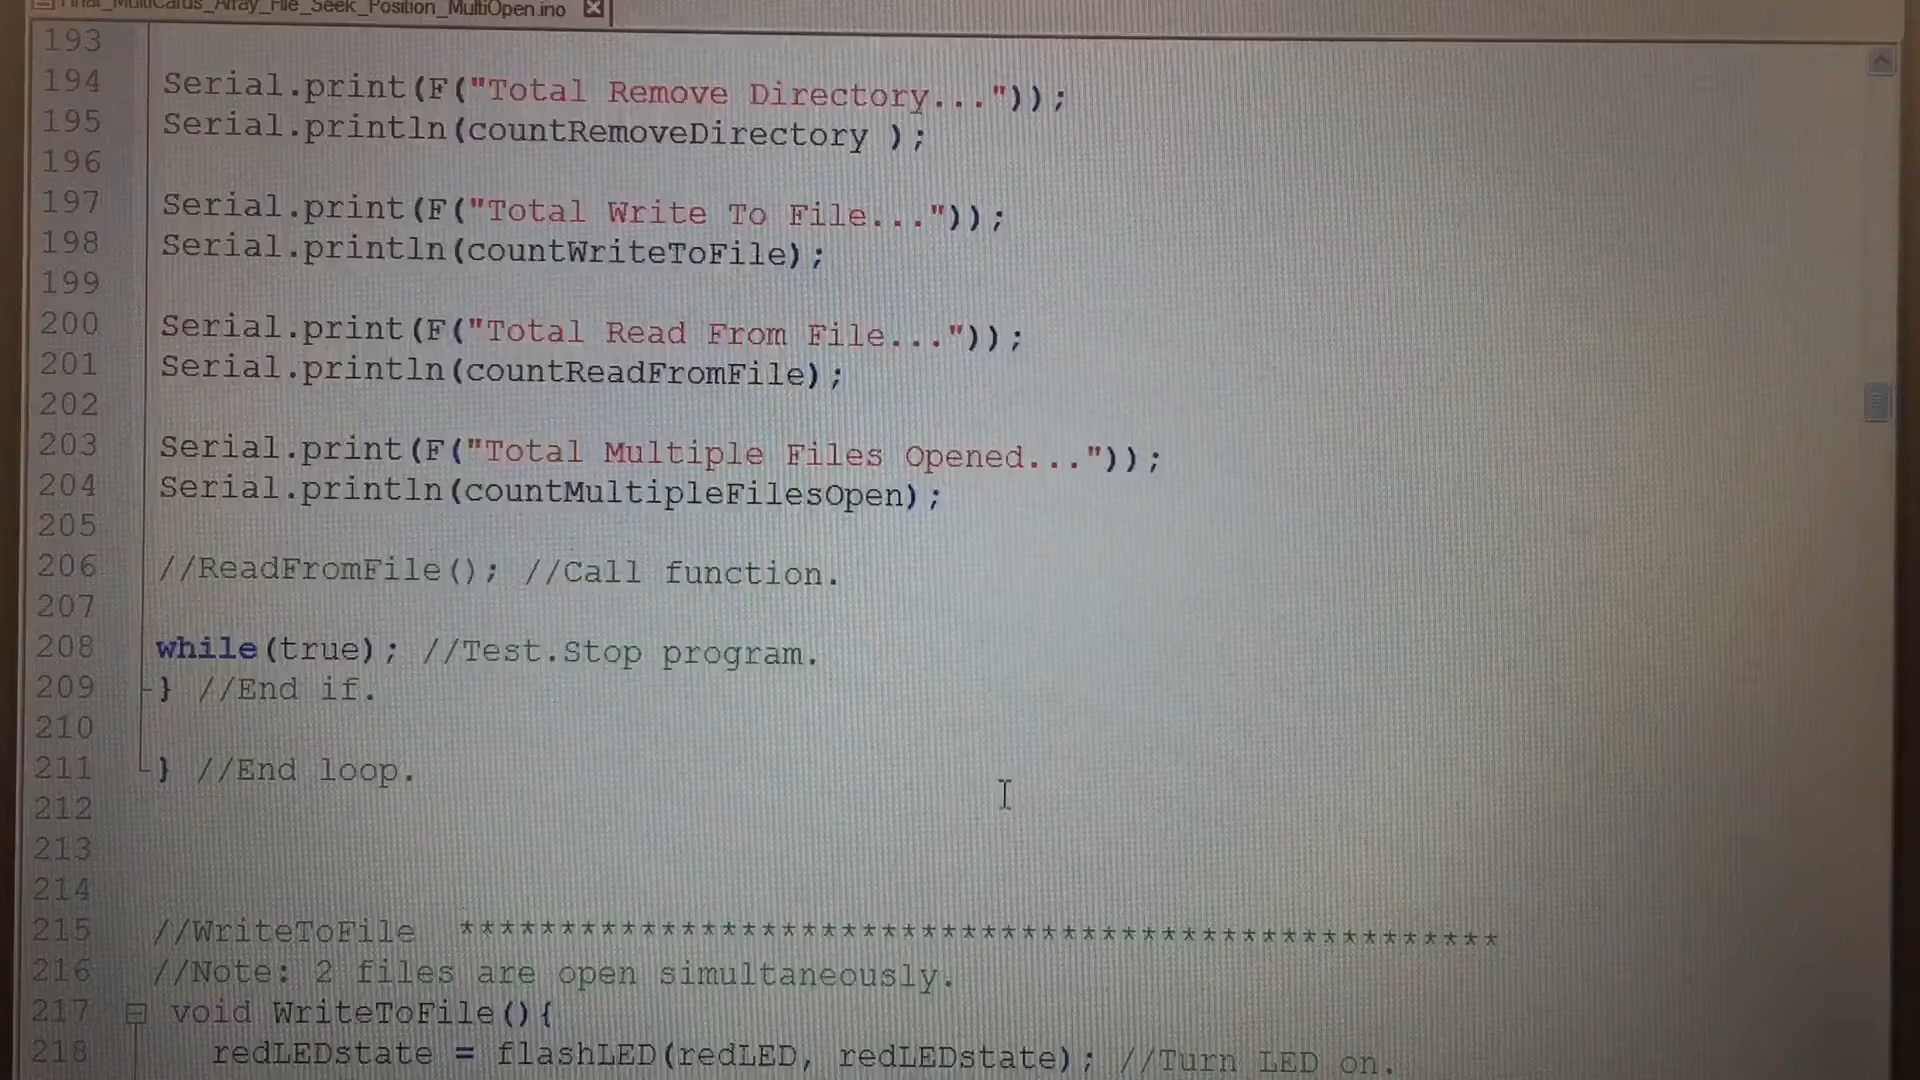 Final_MultiCards_Array_File_Seek_Position_MultiOpen.ino
193
194 Serial.print(F("Total Remove Directory..."));
195 Serial.println(countRemoveDirectory );
196
197 Serial.print(F("Total Write To File..."));
198 Serial.println(countWriteToFile);
199
200 Serial.print(F("Total Read From File..."));
201 Serial.println(countReadFromFile);
202
203 Serial.print(F("Total Multiple Files Opened..."));
204 Serial.println(countMultipleFilesOpen);
205
206 //ReadFromFile(); //Call function.
207
208 while(true); //Test.Stop program.
209 } //End if.
210
211 } //End loop.
212
213
214
215 //WriteToFile ****************************************************
216 //Note: 2 files are open simultaneously.
217 void WriteToFile(){
218 redLEDstate = flashLED(redLED, redLEDstate); //Turn LED on.